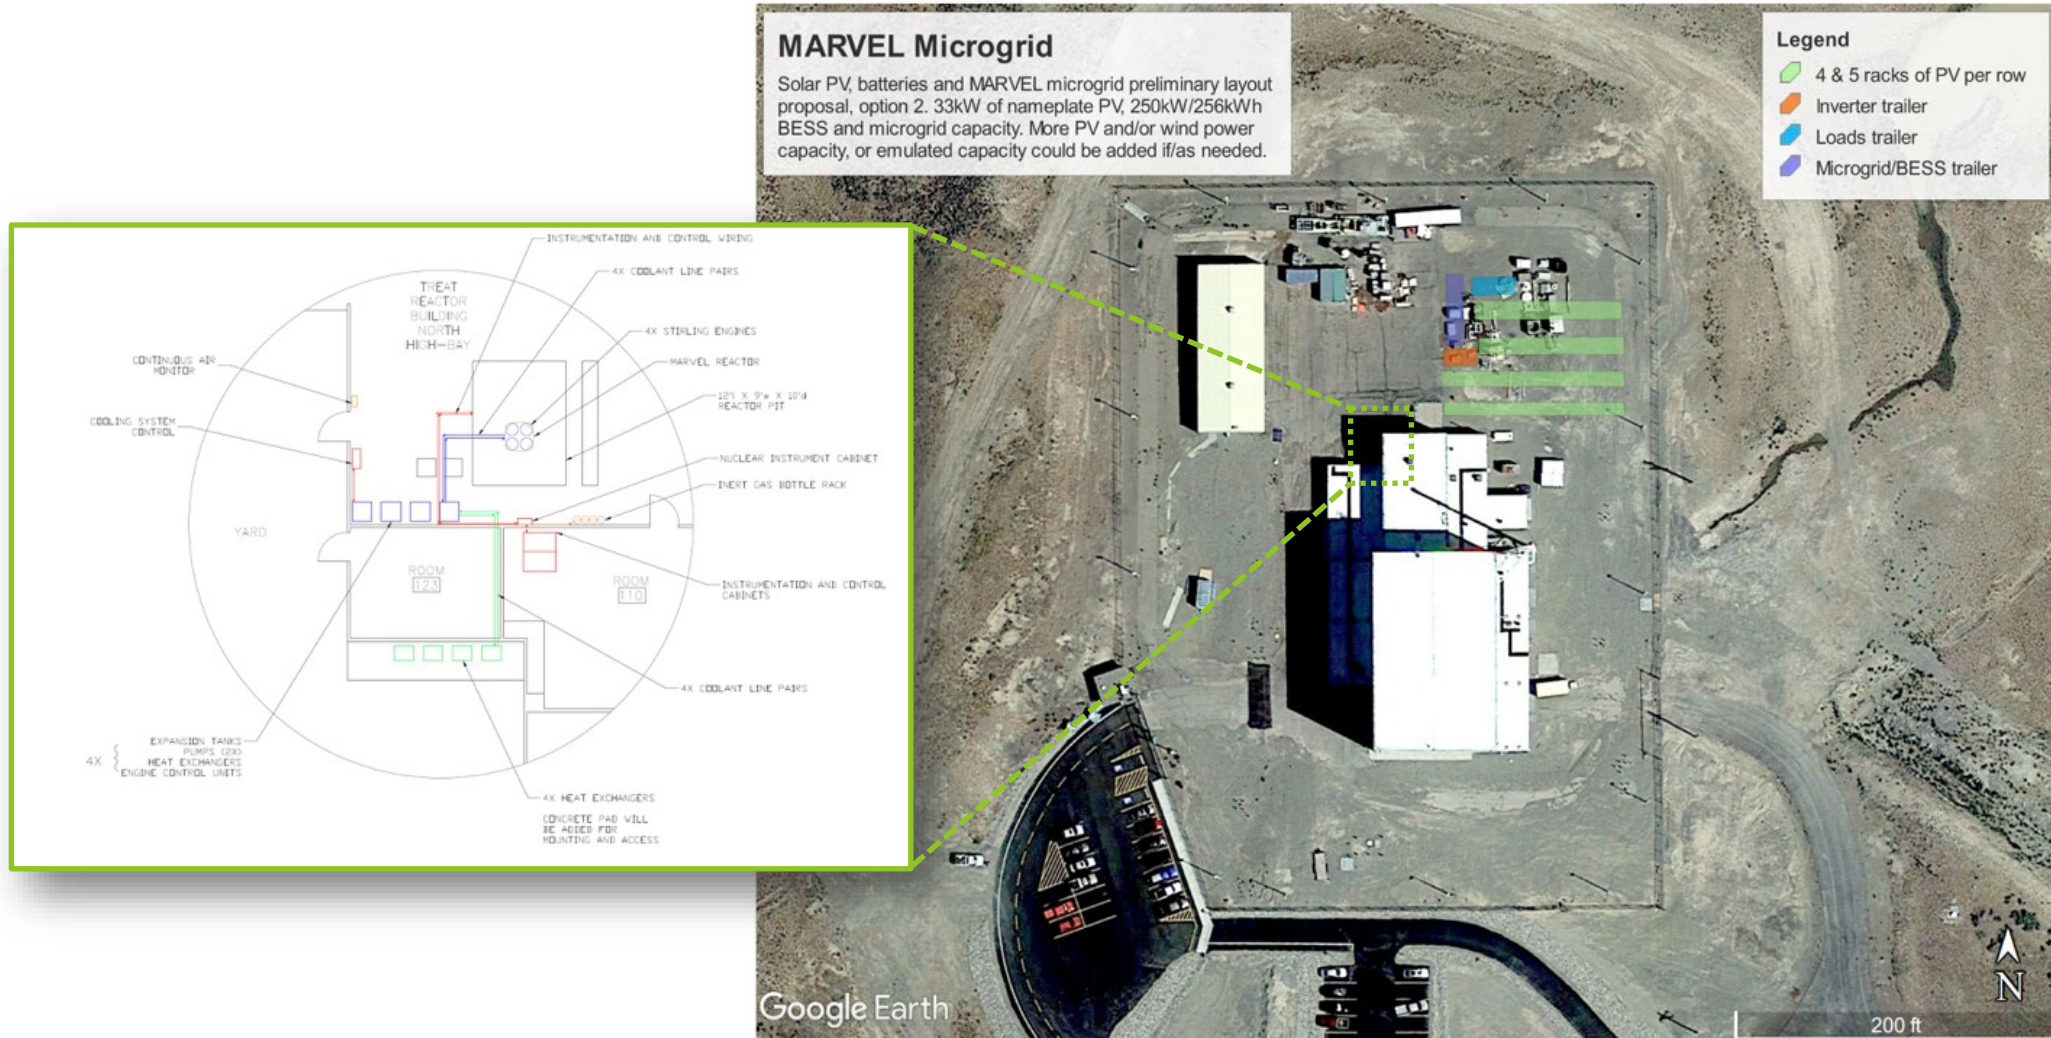 MARVEL Microgrid
Solar PV, batteries and MARVEL microgrid preliminary layout
proposal, option 2. 33kW of nameplate PV, 250kW/256kWh
BESS and microgrid capacity. More PV and/or wind power
capacity, or emulated capacity could be added if/as needed.
Legend
4 & 5 racks of PV per row
Inverter trailer
Loads trailer
Microgrid/BESS trailer
INSTRUMENTATION AND CONTROL WIRING
4X COOLANT LINE PAIRS
TREAT
REACTOR
BUILDING
NORTH
HIGH-BAY
4X STIRLING ENGINES
MARVEL REACTOR
CONTINUOUS AIR
MONITOR
12'l X 9'w X 10'd
REACTOR PIT
COOLING SYSTEM
CONTROL
NUCLEAR INSTRUMENT CABINET
INERT GAS BOTTLE RACK
YARD
ROOM
123
ROOM
110
INSTRUMENTATION AND CONTROL
CABINETS
4X COOLANT LINE PAIRS
4X
EXPANSION TANKS
PUMPS (2X)
HEAT EXCHANGERS
ENGINE CONTROL UNITS
4X HEAT EXCHANGERS
CONCRETE PAD WILL
BE ADDED FOR
MOUNTING AND ACCESS
Google Earth
N
200 ft